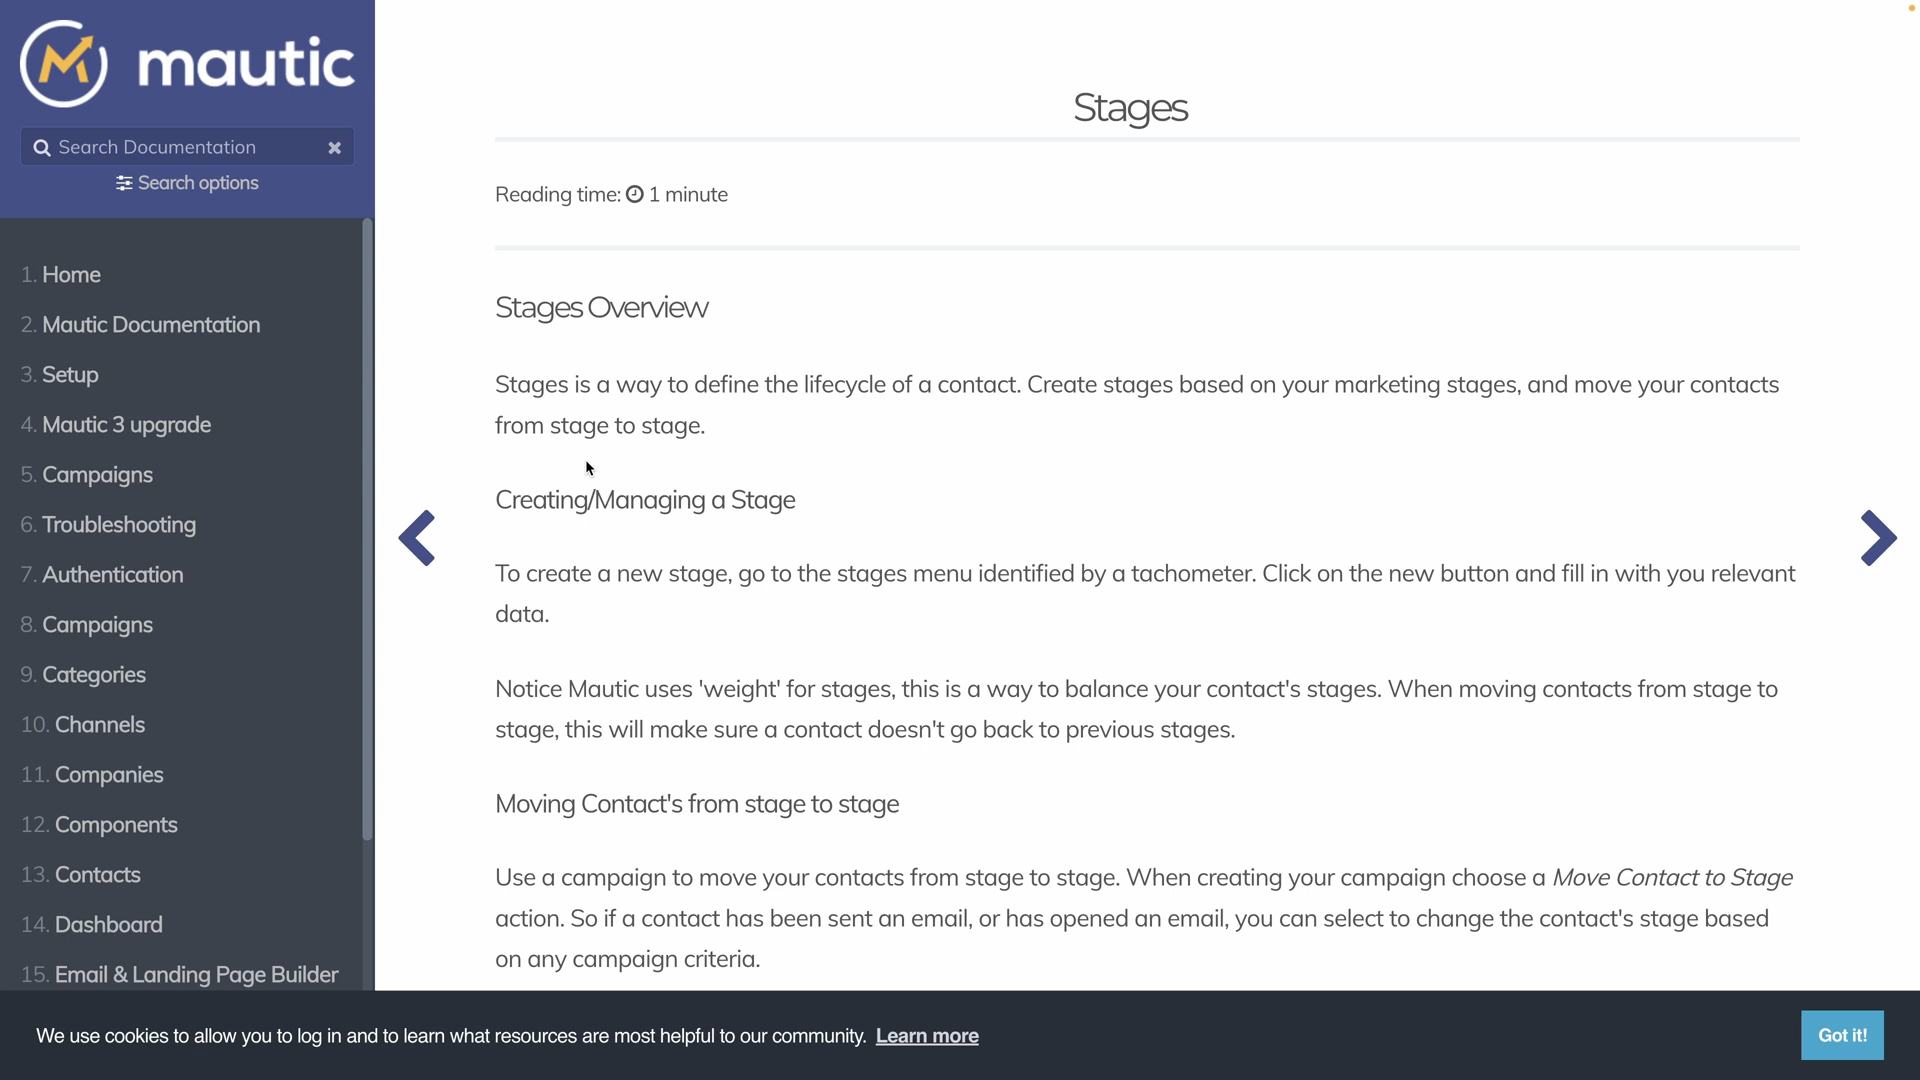 mautic
Search Documentation
Search options
1. Home
2. Mautic Documentation
3. Setup
4. Mautic 3 upgrade
5. Campaigns
6. Troubleshooting
7. Authentication
8. Campaigns
9. Categories
10. Channels
11. Companies
12. Components
13. Contacts
14. Dashboard
15. Email & Landing Page Builder
Stages
Reading time: 1 minute
Stages Overview
Stages is a way to define the lifecycle of a contact. Create stages based on your marketing stages, and move your contacts
from stage to stage.
Creating/Managing a Stage
To create a new stage, go to the stages menu identified by a tachometer. Click on the new button and fill in with you relevant
data.
Notice Mautic uses 'weight' for stages, this is a way to balance your contact's stages. When moving contacts from stage to
stage, this will make sure a contact doesn't go back to previous stages.
Moving Contact's from stage to stage
Use a campaign to move your contacts from stage to stage. When creating your campaign choose a Move Contact to Stage
action. So if a contact has been sent an email, or has opened an email, you can select to change the contact's stage based
on any campaign criteria.
We use cookies to allow you to log in and to learn what resources are most helpful to our community. Learn more
Got it!